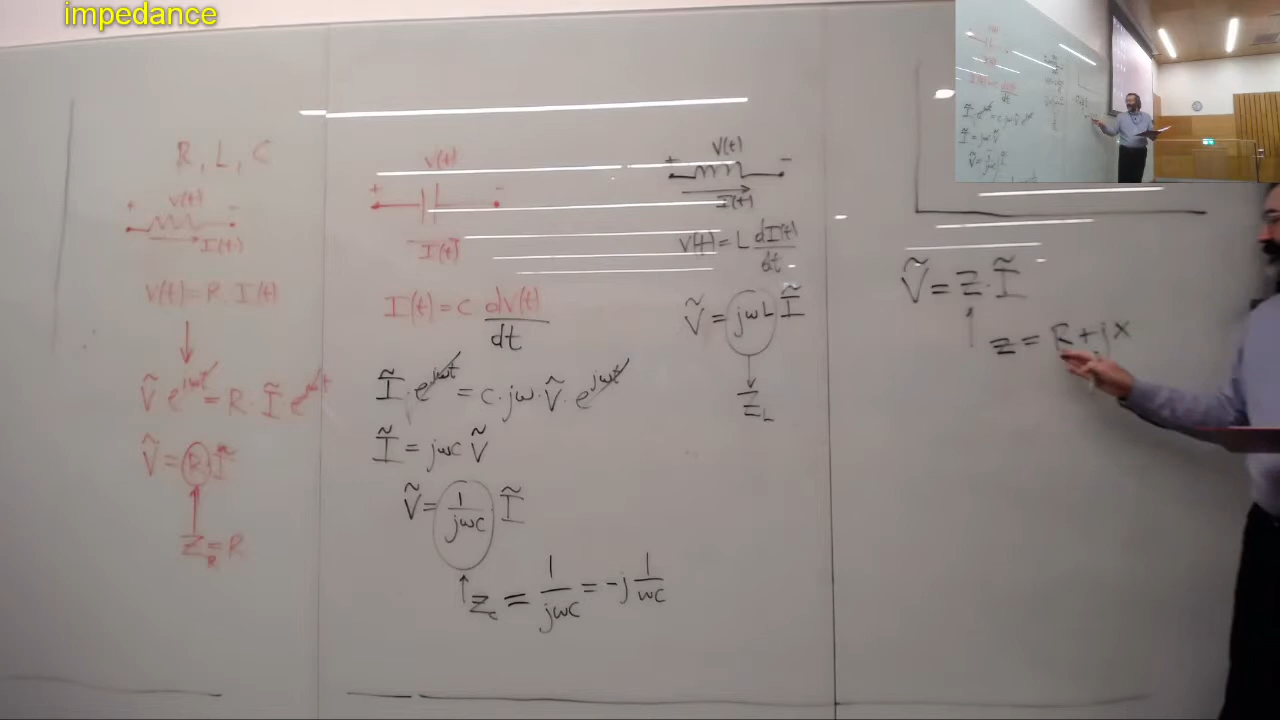 impedance
R, L, C
V(t)
+ -
I(t)
V(t) = R . I(t)
Ṽ e^{jωt} = R · Ĩ e^{jωt}
Ṽ = R Ĩ
Z_R = R
V(t)
+ -
I(t)
I(t) = C dV(t)/dt
Ĩ · e^{jωt} = C · jω · Ṽ · e^{jωt}
Ĩ = jωC Ṽ
Ṽ = 1/jωC Ĩ
Z_C = 1/jωC = -j 1/ωC
V(t)
+ -
I(t)
V(t) = L dI(t)/dt
Ṽ = jωL Ĩ
Z_L
Ṽ = Z · Ĩ
Z = R + jX